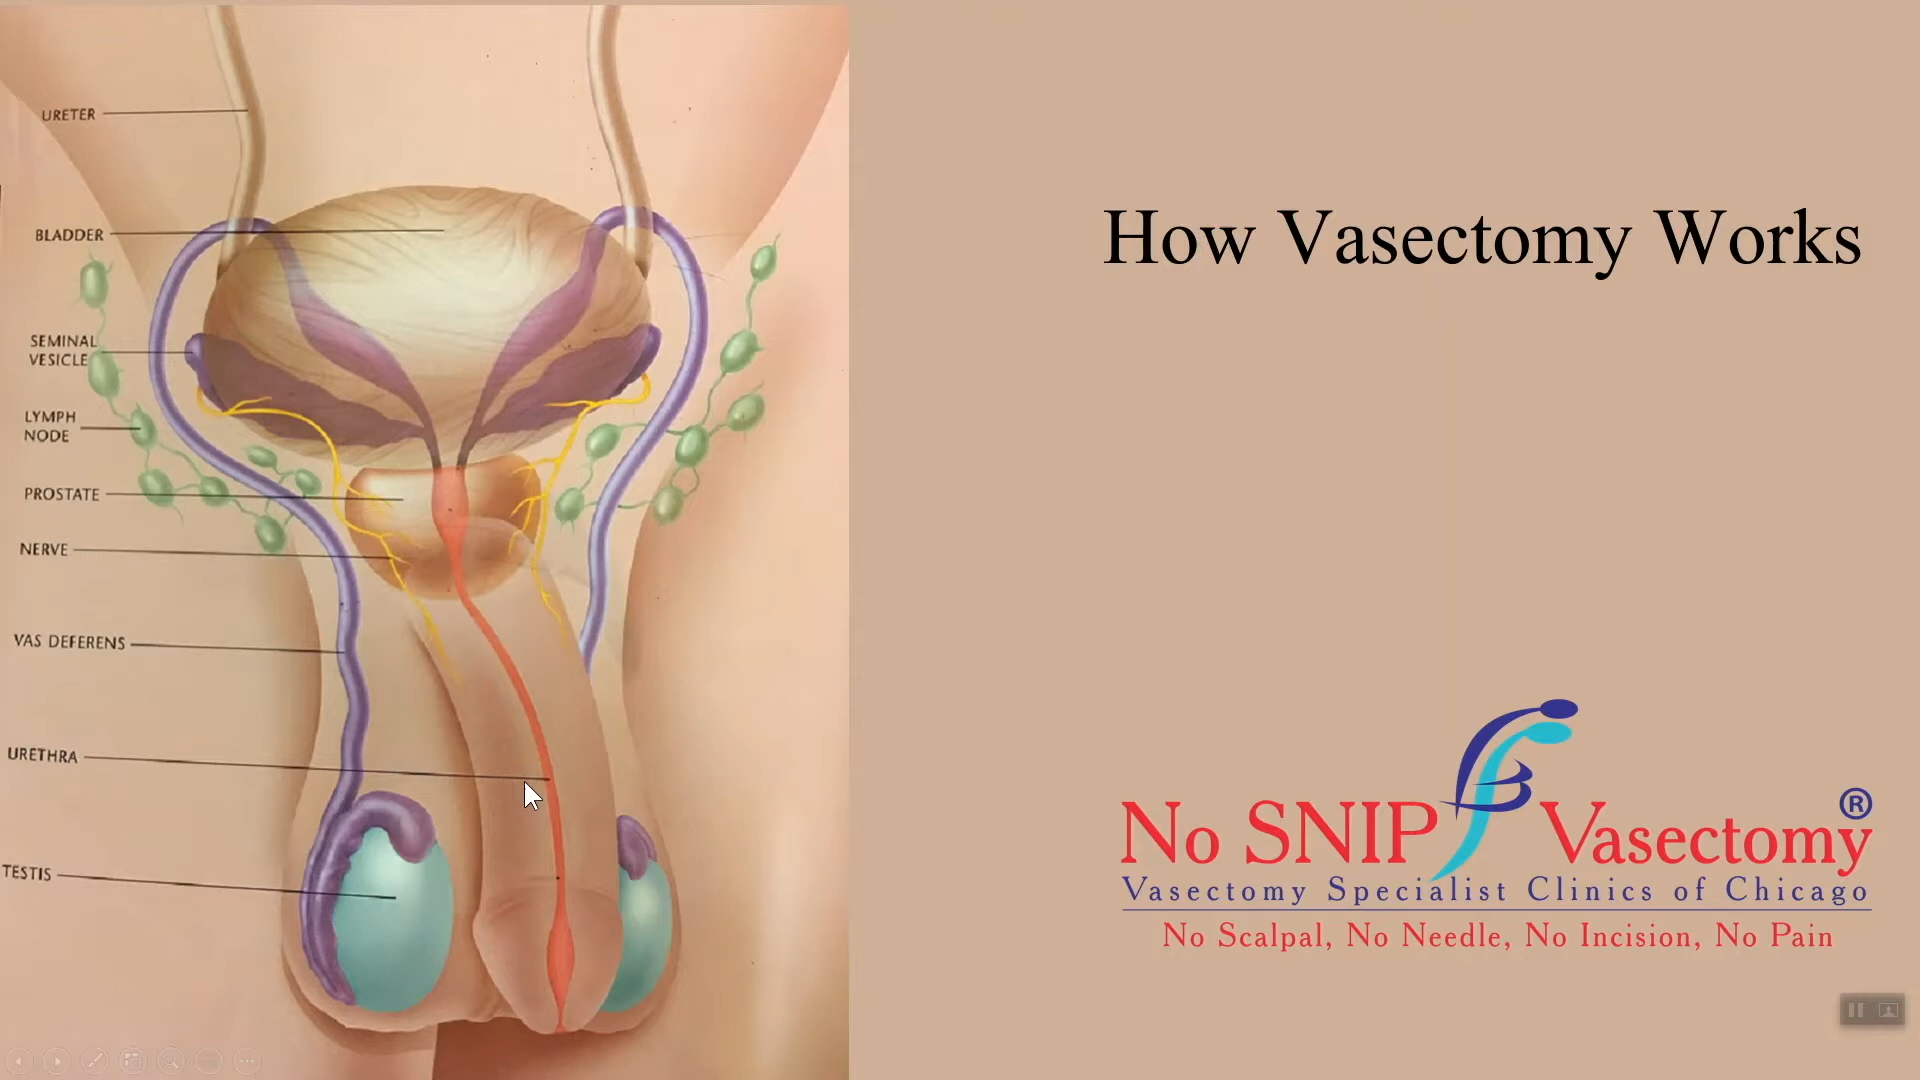 URETER
BLADDER
SEMINAL
VESICLE
LYMPH
NODE
PROSTATE
NERVE
VAS DEFERENS
URETHRA
TESTIS
How Vasectomy Works
No SNIP Vasectomy ®
Vasectomy Specialist Clinics of Chicago
No Scalpal, No Needle, No Incision, No Pain